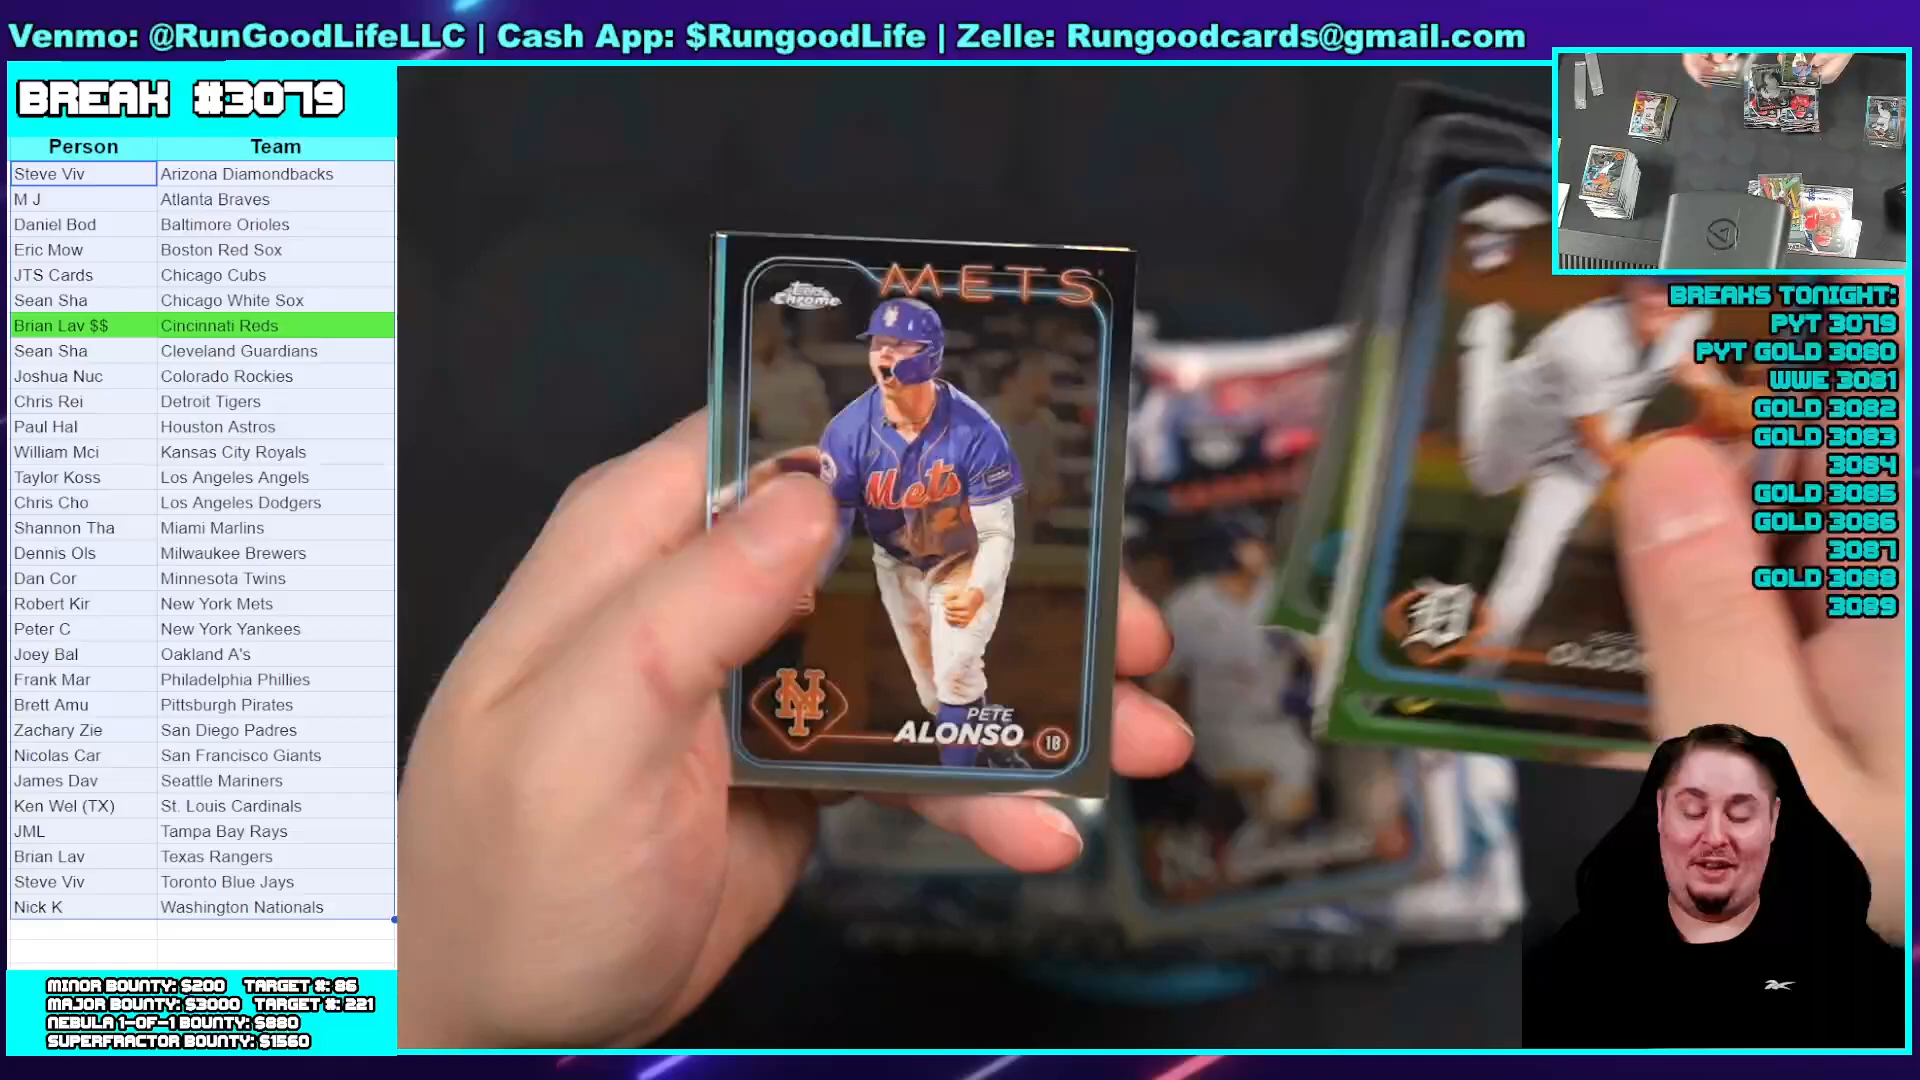 Venmo: @RunGoodLifeLLC | Cash App: $RungoodLife | Zelle: Rungoodcards@gmail.com
BREAK #3079
Person Team
Steve Viv Arizona Diamondbacks
M J Atlanta Braves
Daniel Bod Baltimore Orioles
Eric Mow Boston Red Sox
JTS Cards Chicago Cubs
Sean Sha Chicago White Sox
Brian Lav $$ Cincinnati Reds
Sean Sha Cleveland Guardians
Joshua Nuc Colorado Rockies
Chris Rei Detroit Tigers
Paul Hal Houston Astros
William Mci Kansas City Royals
Taylor Koss Los Angeles Angels
Chris Cho Los Angeles Dodgers
Shannon Tha Miami Marlins
Dennis Ols Milwaukee Brewers
Dan Cor Minnesota Twins
Robert Kir New York Mets
Peter C New York Yankees
Joey Bal Oakland A's
Frank Mar Philadelphia Phillies
Brett Amu Pittsburgh Pirates
Zachary Zie San Diego Padres
Nicolas Car San Francisco Giants
James Dav Seattle Mariners
Ken Wel (TX) St. Louis Cardinals
JML Tampa Bay Rays
Brian Lav Texas Rangers
Steve Viv Toronto Blue Jays
Nick K Washington Nationals
MINOR BOUNTY: $200 TARGET #: 86
MAJOR BOUNTY: $3000 TARGET #: 221
NEBULA 1-OF-1 BOUNTY: $880
SUPERFRACTOR BOUNTY: $1560
METS
Topps Chrome
Mets
PETE
ALONSO 1B
BREAKS TONIGHT:
PYT 3079
PYT GOLD 3080
WWE 3081
GOLD 3082
GOLD 3083
3084
GOLD 3085
GOLD 3086
3087
GOLD 3088
3089